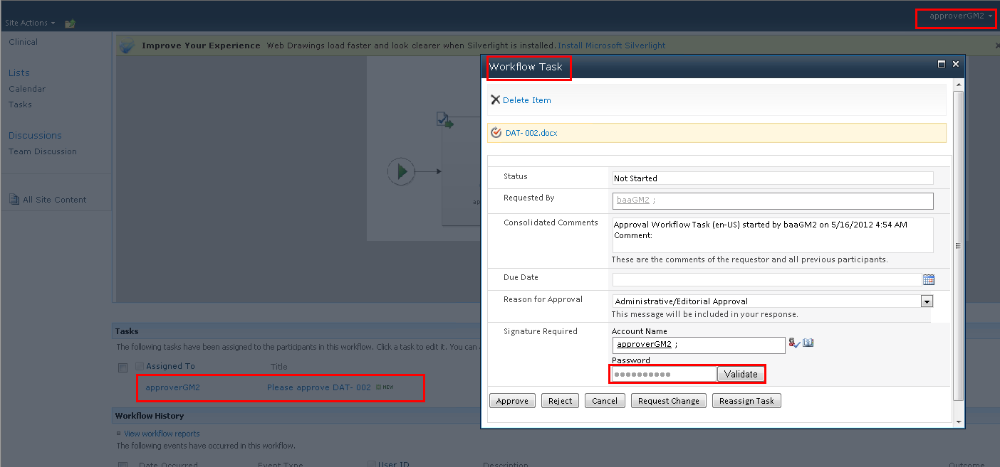 Site Actions
approverGM2
Clinical
Lists
Calendar
Tasks
Discussions
Team Discussion
All Site Content
Improve Your Experience Web Drawings load faster and look clearer when Silverlight is installed. Install Microsoft Silverlight
ap
Tasks
The following tasks have been assigned to the participants in this workflow. Click a task to edit it. You can
Assigned To Title
approverGM2 Please approve DAT- 002 NEW
Workflow History
View workflow reports
The following events have occurred in this workflow.
Date Occurred Event Type User ID Description Outcome
Workflow Task
Delete Item
DAT- 002.docx
Status Not Started
Requested By baaGM2 ;
Consolidated Comments Approval Workflow Task (en-US) started by baaGM2 on 5/16/2012 4:54 AM
Comment:
These are the comments of the requestor and all previous participants.
Due Date
Reason for Approval Administrative/Editorial Approval
This message will be included in your response.
Signature Required Account Name
approverGM2 ;
Password
Validate
Approve Reject Cancel Request Change Reassign Task